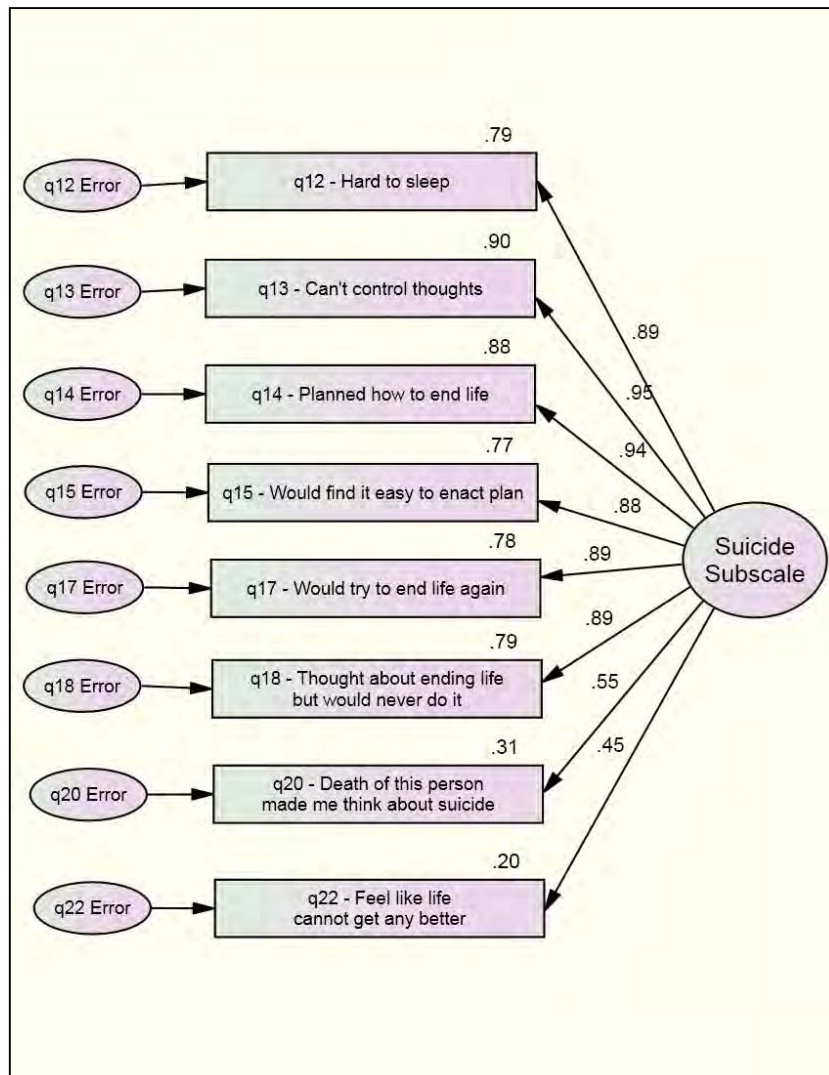 .79
q12 Error
q12 - Hard to sleep
.90
q13 Error
q13 - Can't control thoughts
.89
.88
q14 Error
q14 - Planned how to end life
.95
.77
.94
q15 Error
q15 - Would find it easy to enact plan
.88
.78
q17 Error
q17 - Would try to end life again
.89
Suicide
Subscale
.79
.89
q18 Error
q18 - Thought about ending life
but would never do it
.31
.55
q20 Error
q20 - Death of this person
made me think about suicide
.45
.20
q22 Error
q22 - Feel like life
cannot get any better